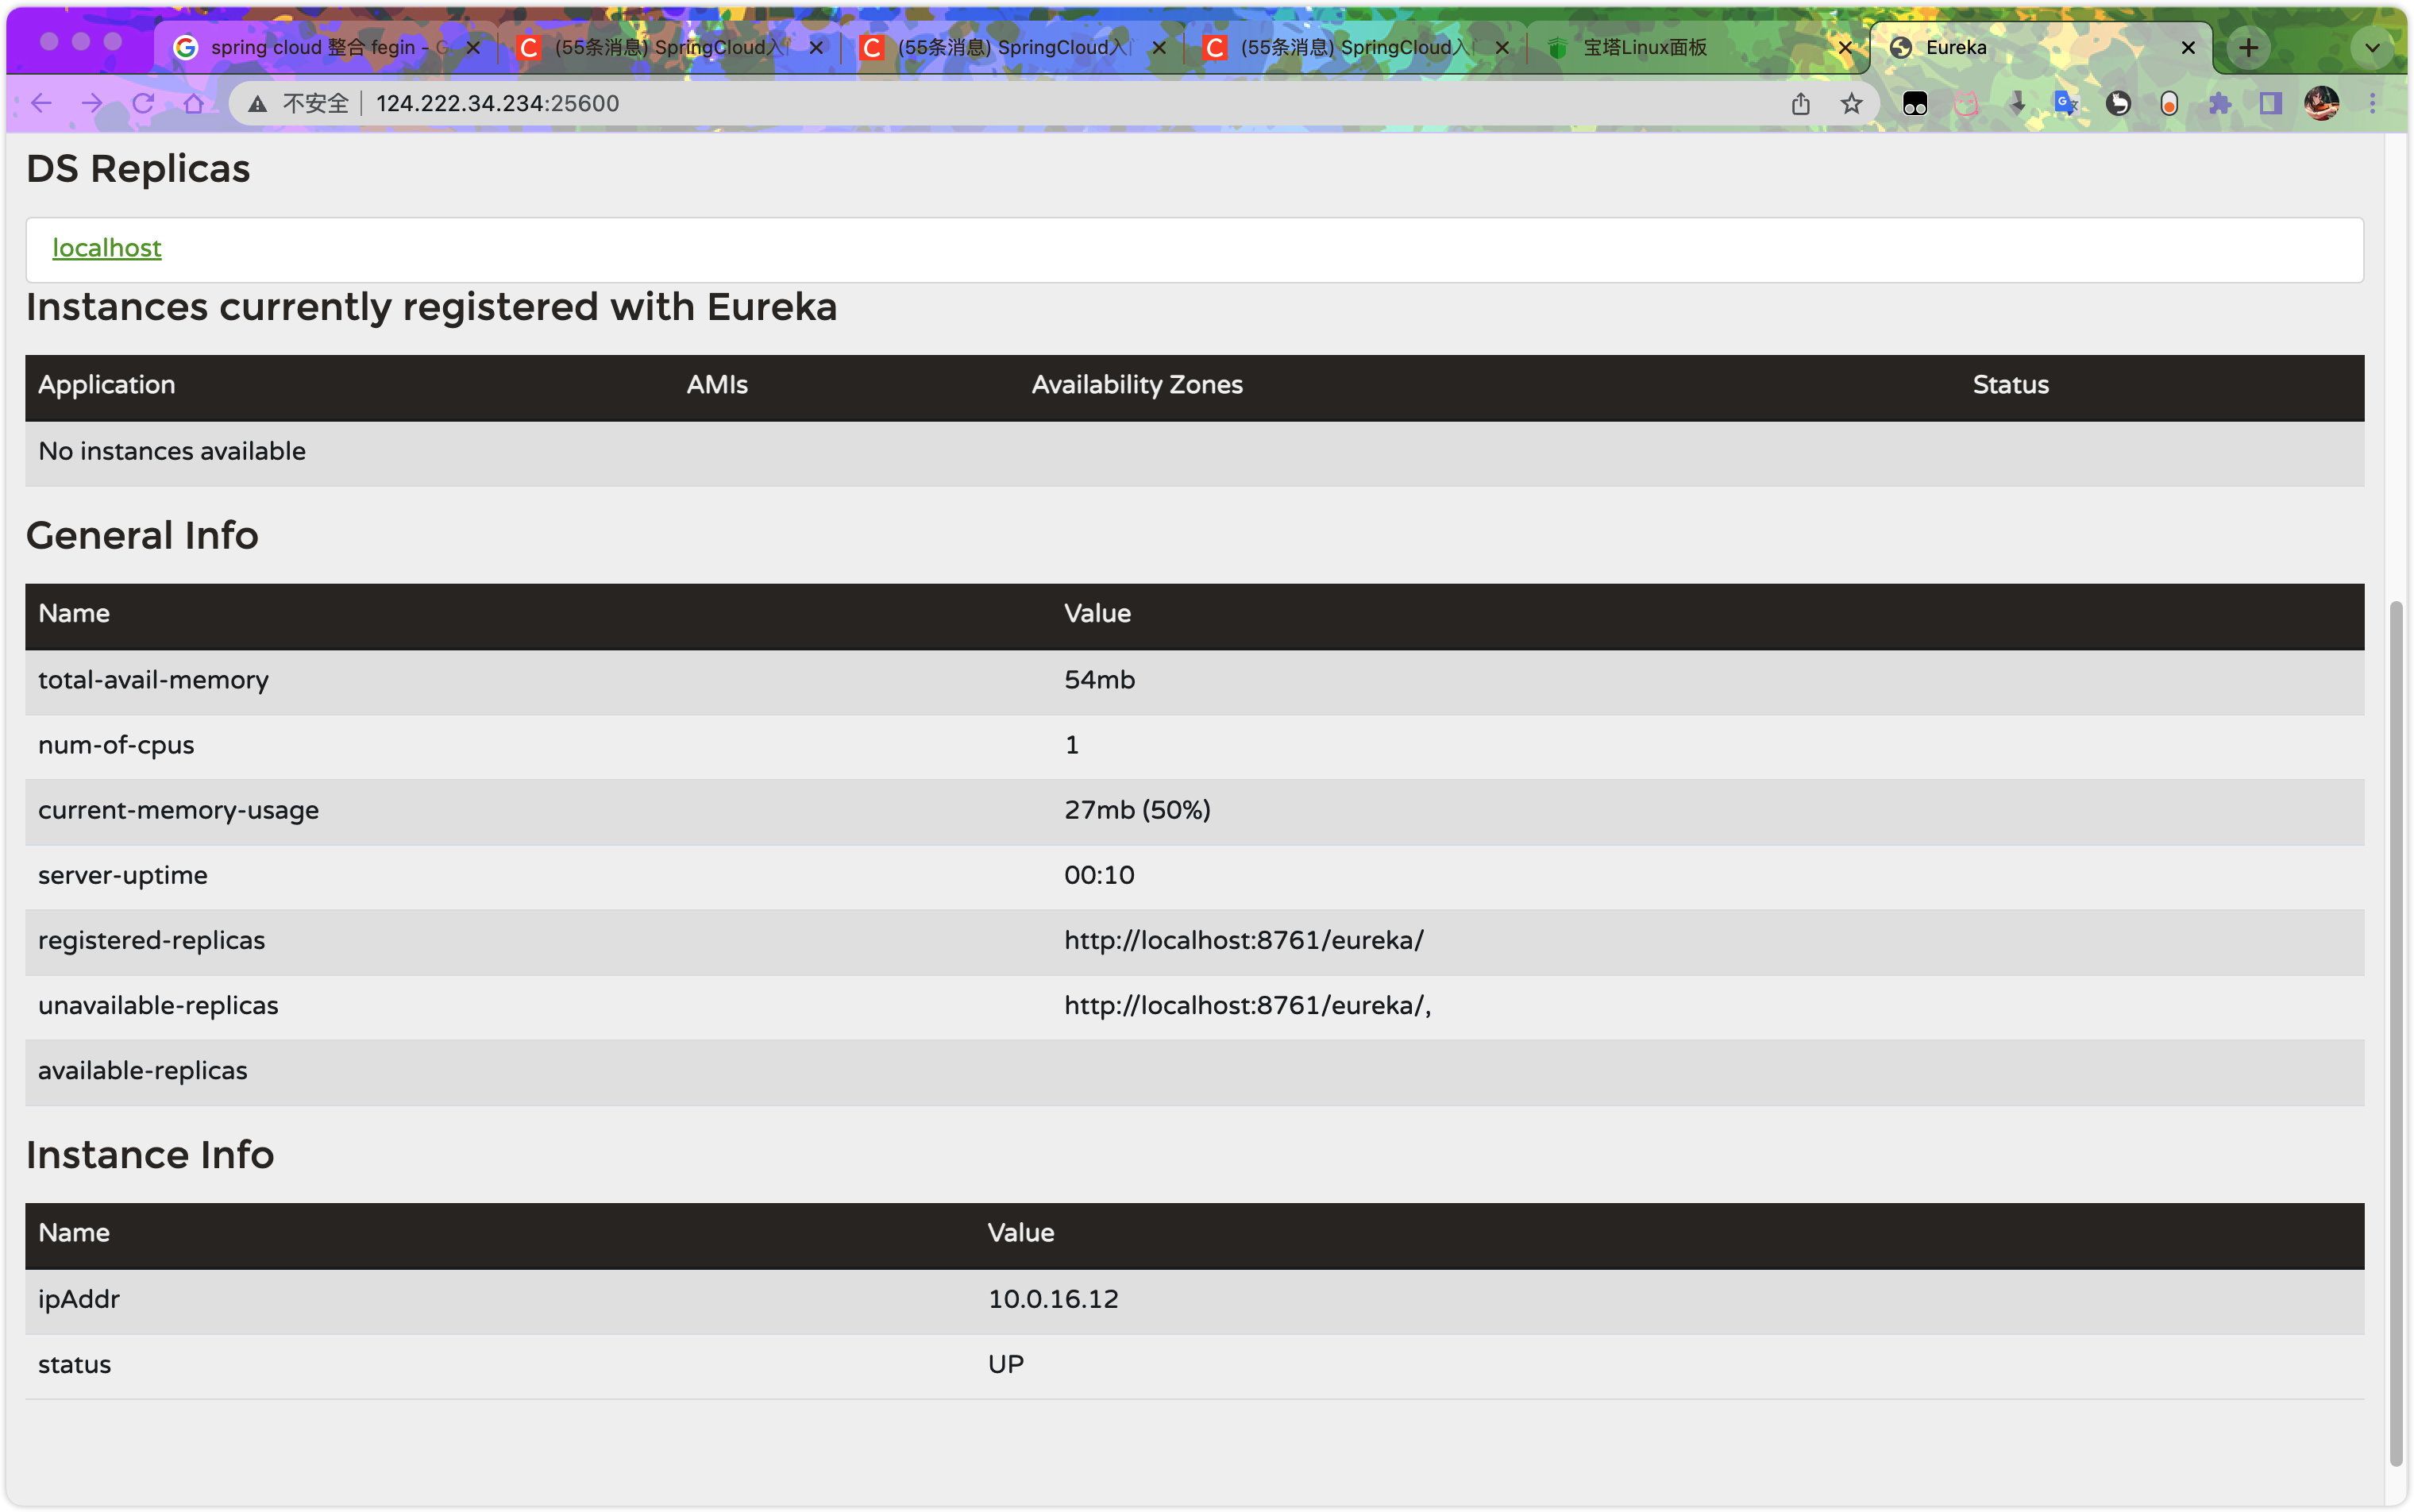 spring cloud 整合 fegin - G
(55条消息) SpringCloud入
(55条消息) SpringCloud入
(55条消息) SpringCloud入
宝塔Linux面板
Eureka
不安全 124.222.34.234:25600
DS Replicas
localhost
Instances currently registered with Eureka
Application AMIs Availability Zones Status
No instances available
General Info
Name Value
total-avail-memory 54mb
num-of-cpus 1
current-memory-usage 27mb (50%)
server-uptime 00:10
registered-replicas http://localhost:8761/eureka/
unavailable-replicas http://localhost:8761/eureka/,
available-replicas
Instance Info
Name Value
ipAddr 10.0.16.12
status UP